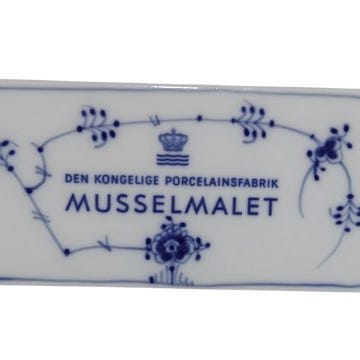 DEN KONGELIGE PORCELAINSFABRIK
MUSSELMALET